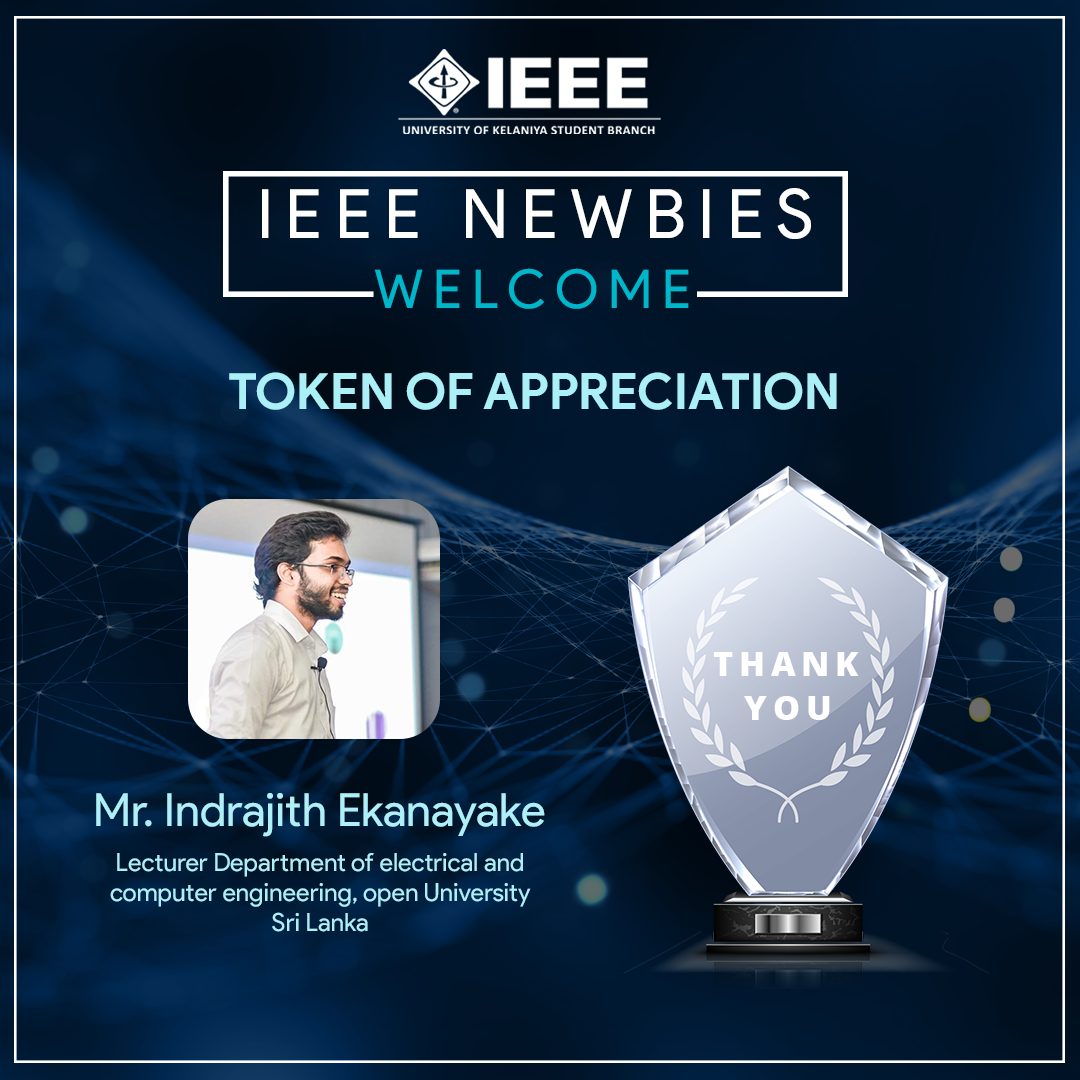 IEEE
UNIVERSITY OF KELANIYA STUDENT BRANCH
IEEE NEWBIES
WELCOME
TOKEN OF APPRECIATION
THANK
YOU
Mr. Indrajith Ekanayake
Lecturer Department of electrical and
computer engineering, open University
Sri Lanka